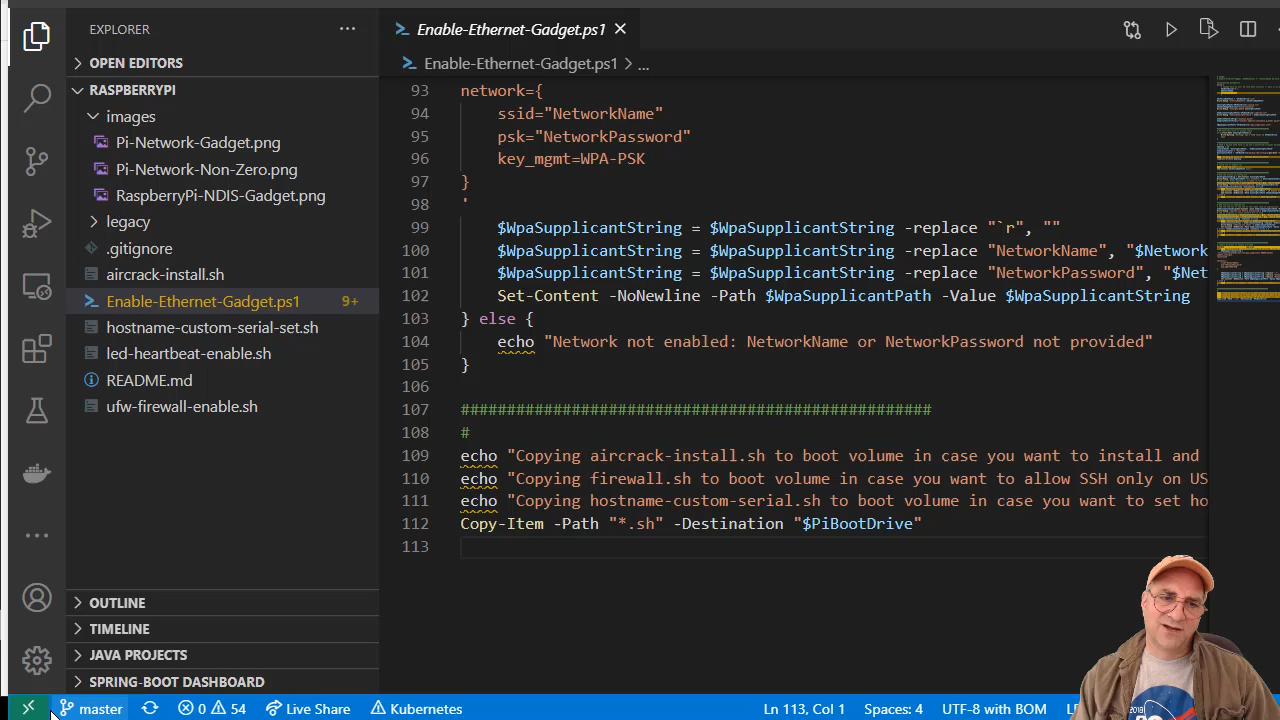 EXPLORER
OPEN EDITORS
RASPBERRYPI
images
Pi-Network-Gadget.png
Pi-Network-Non-Zero.png
RaspberryPi-NDIS-Gadget.png
legacy
.gitignore
aircrack-install.sh
Enable-Ethernet-Gadget.ps1 9+
hostname-custom-serial-set.sh
led-heartbeat-enable.sh
README.md
ufw-firewall-enable.sh
OUTLINE
TIMELINE
JAVA PROJECTS
SPRING-BOOT DASHBOARD
Enable-Ethernet-Gadget.ps1
Enable-Ethernet-Gadget.ps1 > ...
93 network={
94 ssid="NetworkName"
95 psk="NetworkPassword"
96 key_mgmt=WPA-PSK
97 }
98 '
99 $WpaSupplicantString = $WpaSupplicantString -replace "`r", ""
100 $WpaSupplicantString = $WpaSupplicantString -replace "NetworkName", "$Network
101 $WpaSupplicantString = $WpaSupplicantString -replace "NetworkPassword", "$Net
102 Set-Content -NoNewline -Path $WpaSupplicantPath -Value $WpaSupplicantString
103 } else {
104 echo "Network not enabled: NetworkName or NetworkPassword not provided"
105 }
106
107 ###################################################
108 #
109 echo "Copying aircrack-install.sh to boot volume in case you want to install and
110 echo "Copying firewall.sh to boot volume in case you want to allow SSH only on US
111 echo "Copying hostname-custom-serial.sh to boot volume in case you want to set ho
112 Copy-Item -Path "*.sh" -Destination "$PiBootDrive"
113
master 0 54 Live Share Kubernetes Ln 113, Col 1 Spaces: 4 UTF-8 with BOM
2018